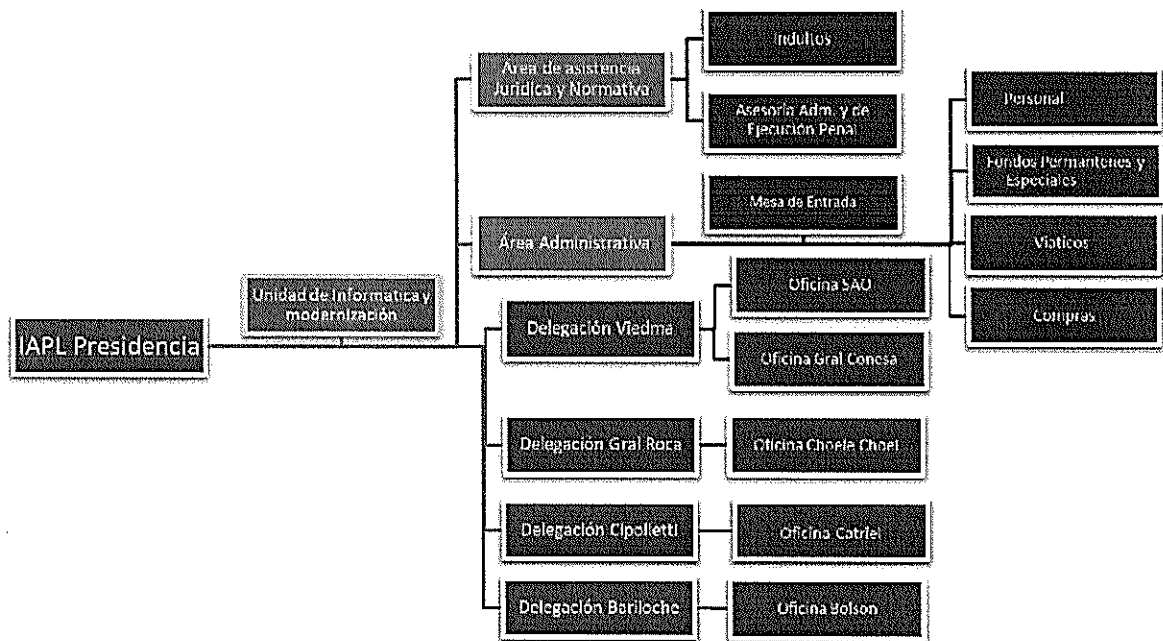 IAPL Presidencia
Unidad de Informatica y
modernización
Área de asistencia
Jurídica y Normativa
Indultos
Asesoría Adm. y de
Ejecución Penal
Área Administrativa
Mesa de Entrada
Personal
Fondos Permantenes y
Especiales
Viaticos
Compras
Delegación Viedma
Oficina SAO
Oficina Gral Conesa
Delegación Gral Roca
Oficina Choele Choel
Delegación Cipolletti
Oficina Catriel
Delegación Bariloche
Oficina Bolson